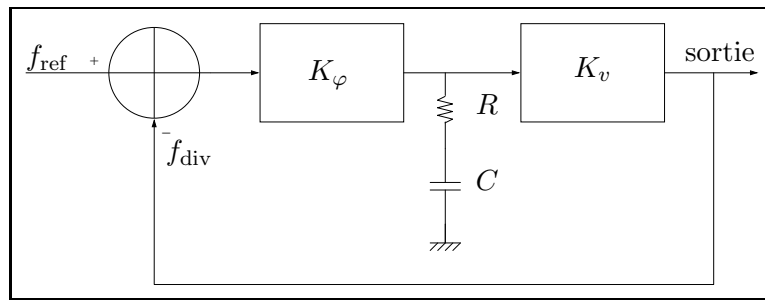 f_ref + K_φ K_v sortie
− f_div
R
C